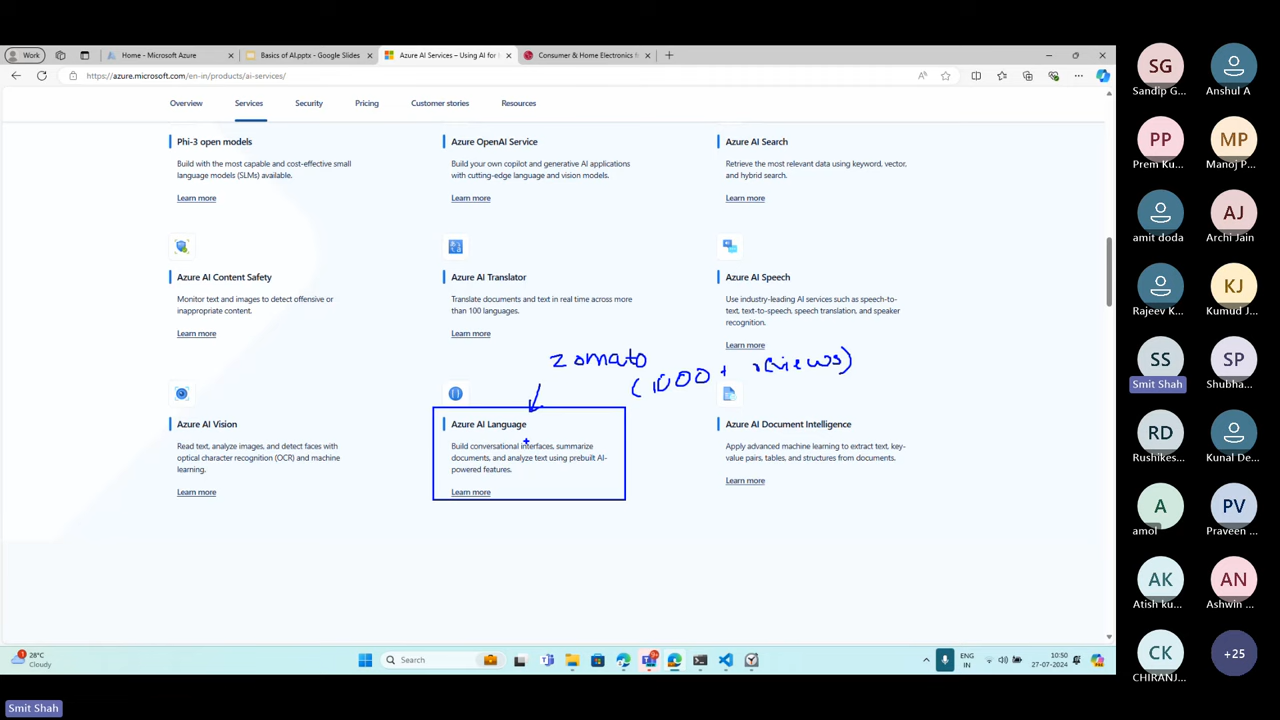 Work
Home - Microsoft Azure
Basics of AI.pptx - Google Slides
Azure AI Services – Using AI for I
Consumer & Home Electronics f
https://azure.microsoft.com/en-in/products/ai-services/
Overview
Services
Security
Pricing
Customer stories
Resources
Phi-3 open models
Build with the most capable and cost-effective small
language models (SLMs) available.
Learn more
Azure OpenAI Service
Build your own copilot and generative AI applications
with cutting-edge language and vision models.
Learn more
Azure AI Search
Retrieve the most relevant data using keyword, vector,
and hybrid search.
Learn more
Azure AI Content Safety
Monitor text and images to detect offensive or
inappropriate content.
Learn more
Azure AI Translator
Translate documents and text in real time across more
than 100 languages.
Learn more
Azure AI Speech
Use industry-leading AI services such as speech-to-
text, text-to-speech, speech translation, and speaker
recognition.
Learn more
zomato
(1000+ reviews)
Azure AI Vision
Read text, analyze images, and detect faces with
optical character recognition (OCR) and machine
learning.
Learn more
Azure AI Language
Build conversational interfaces, summarize
documents, and analyze text using prebuilt AI-
powered features.
Learn more
Azure AI Document Intelligence
Apply advanced machine learning to extract text, key-
value pairs, tables, and structures from documents.
Learn more
SG
Sandip G...
Anshul A
PP
Prem Ku...
MP
Manoj P...
amit doda
AJ
Archi Jain
Rajeev K...
KJ
Kumud J...
SS
Smit Shah
SP
Shubha...
RD
Rushikes...
Kunal De...
A
amol
PV
Praveen ...
AK
Atish ku...
AN
Ashwin ...
CK
CHIRANJ...
+25
1
28°C
Cloudy
Search
ENG
IN
10:50
27-07-2024
Smit Shah